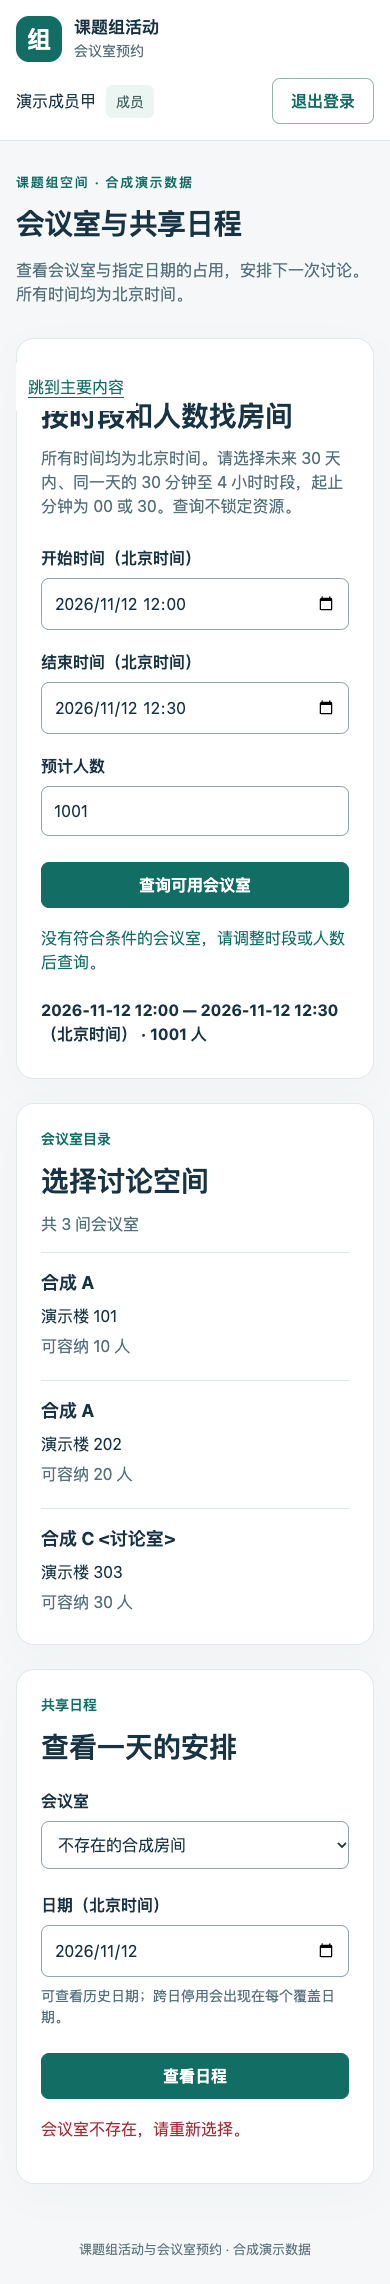 组
课题组活动
会议室预约
演示成员甲
成员
退出登录
课题组空间 · 合成演示数据
会议室与共享日程
查看会议室与指定日期的占用，安排下一次讨论。
所有时间均为北京时间。
跳到主要内容
按时段和人数找房间
所有时间均为北京时间。请选择未来 30 天
内、同一天的 30 分钟至 4 小时时段，起止
分钟为 00 或 30。查询不锁定资源。
开始时间（北京时间）
2026/11/12 12:00
结束时间（北京时间）
2026/11/12 12:30
预计人数
1001
查询可用会议室
没有符合条件的会议室，请调整时段或人数
后查询。
2026-11-12 12:00 — 2026-11-12 12:30
（北京时间） · 1001 人
会议室目录
选择讨论空间
共 3 间会议室
合成 A
演示楼 101
可容纳 10 人
合成 A
演示楼 202
可容纳 20 人
合成 C <讨论室>
演示楼 303
可容纳 30 人
共享日程
查看一天的安排
会议室
不存在的合成房间
日期（北京时间）
2026/11/12
可查看历史日期；跨日停用会出现在每个覆盖日
期。
查看日程
会议室不存在，请重新选择。
课题组活动与会议室预约 · 合成演示数据